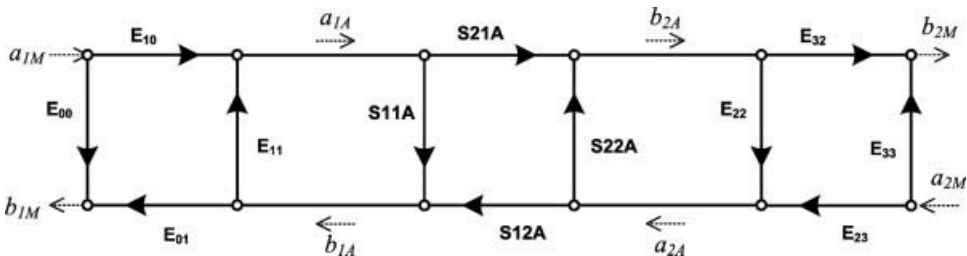 a1A b2A
E10 S21A E32
a1M b2M
E00 S11A E22
E11 S22A E33
b1M a2M
E01 b1A S12A a2A E23